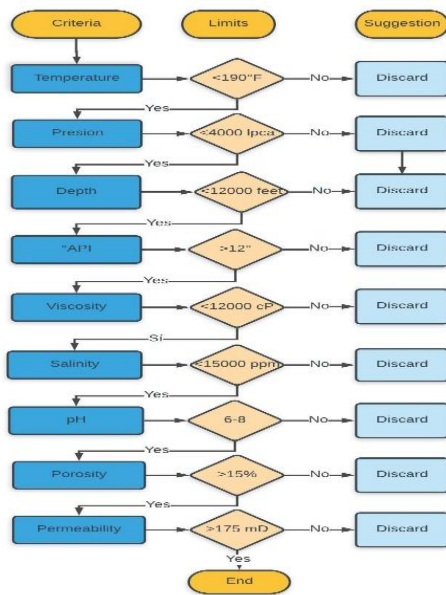 Criteria
Limits
Suggestion
Temperature
<190°F
No
Discard
Yes
Presion
<4000 lpca
No
Discard
Yes
Depth
<12000 feet
No
Discard
Yes
"API
>12"
No
Discard
Yes
Viscosity
<12000 cP
No
Discard
Sí
Salinity
<15000 ppm
No
Discard
Yes
pH
6-8
No
Discard
Yes
Porosity
>15%
No
Discard
Yes
Permeability
>175 mD
No
Discard
Yes
End